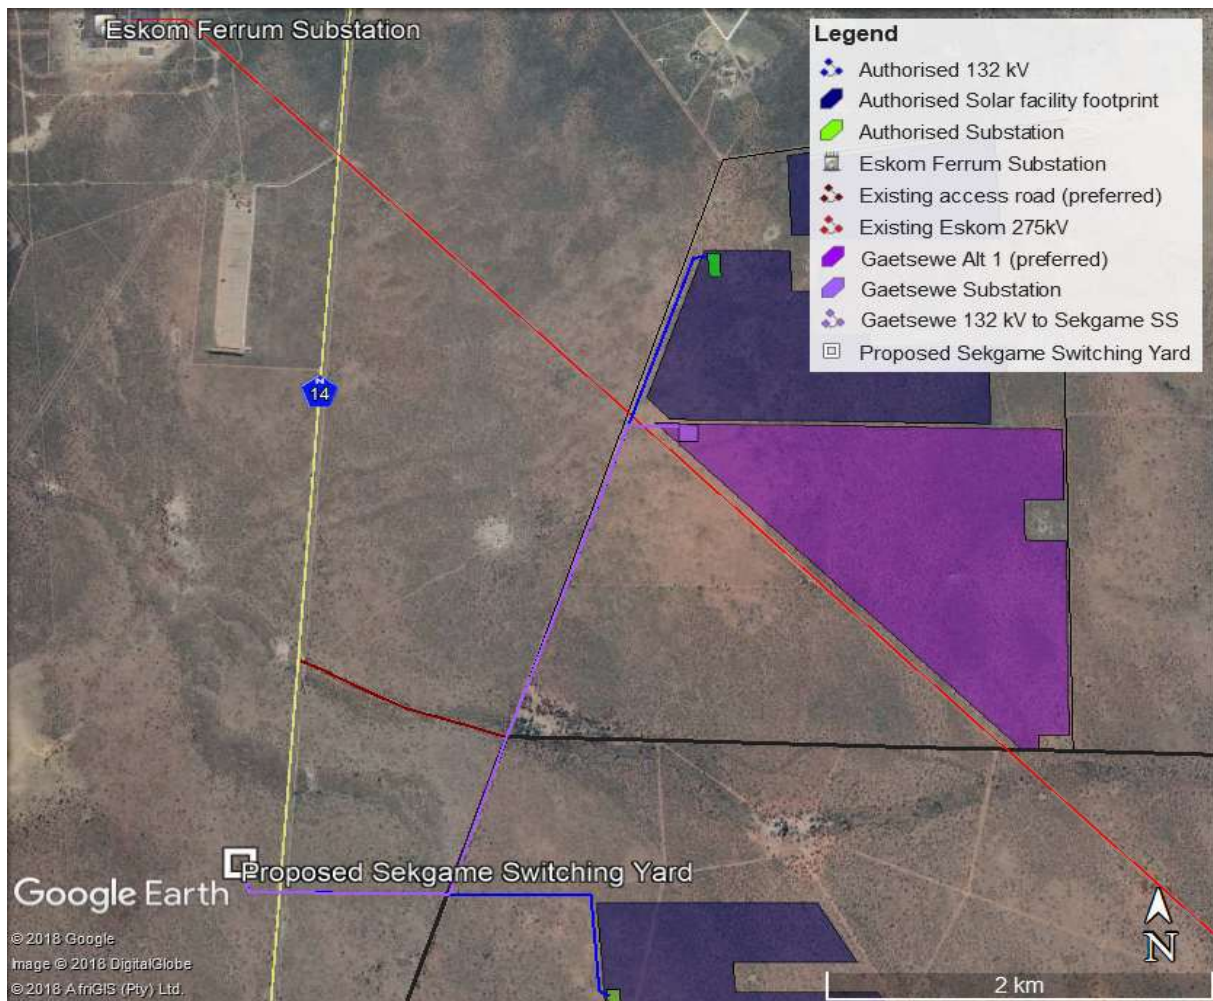 Eskom Ferrum Substation
Legend
Authorised 132 kV
Authorised Solar facility footprint
Authorised Substation
Eskom Ferrum Substation
Existing access road (preferred)
Existing Eskom 275kV
Gaetsewe Alt 1 (preferred)
Gaetsewe Substation
Gaetsewe 132 kV to Sekgame SS
Proposed Sekgame Switching Yard
N
14
Proposed Sekgame Switching Yard
Google Earth
© 2018 Google
Image © 2018 DigitalGlobe
© 2018 AfriGIS (Pty) Ltd.
N
2 km